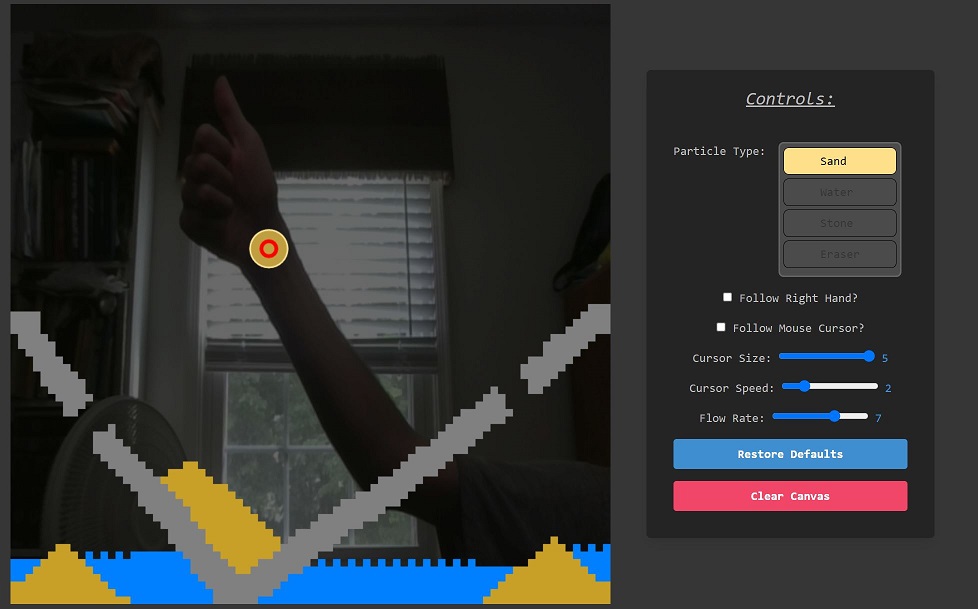 Controls:
Particle Type:
Sand
Water
Stone
Eraser
Follow Right Hand?
Follow Mouse Cursor?
Cursor Size: 5
Cursor Speed: 2
Flow Rate: 7
Restore Defaults
Clear Canvas